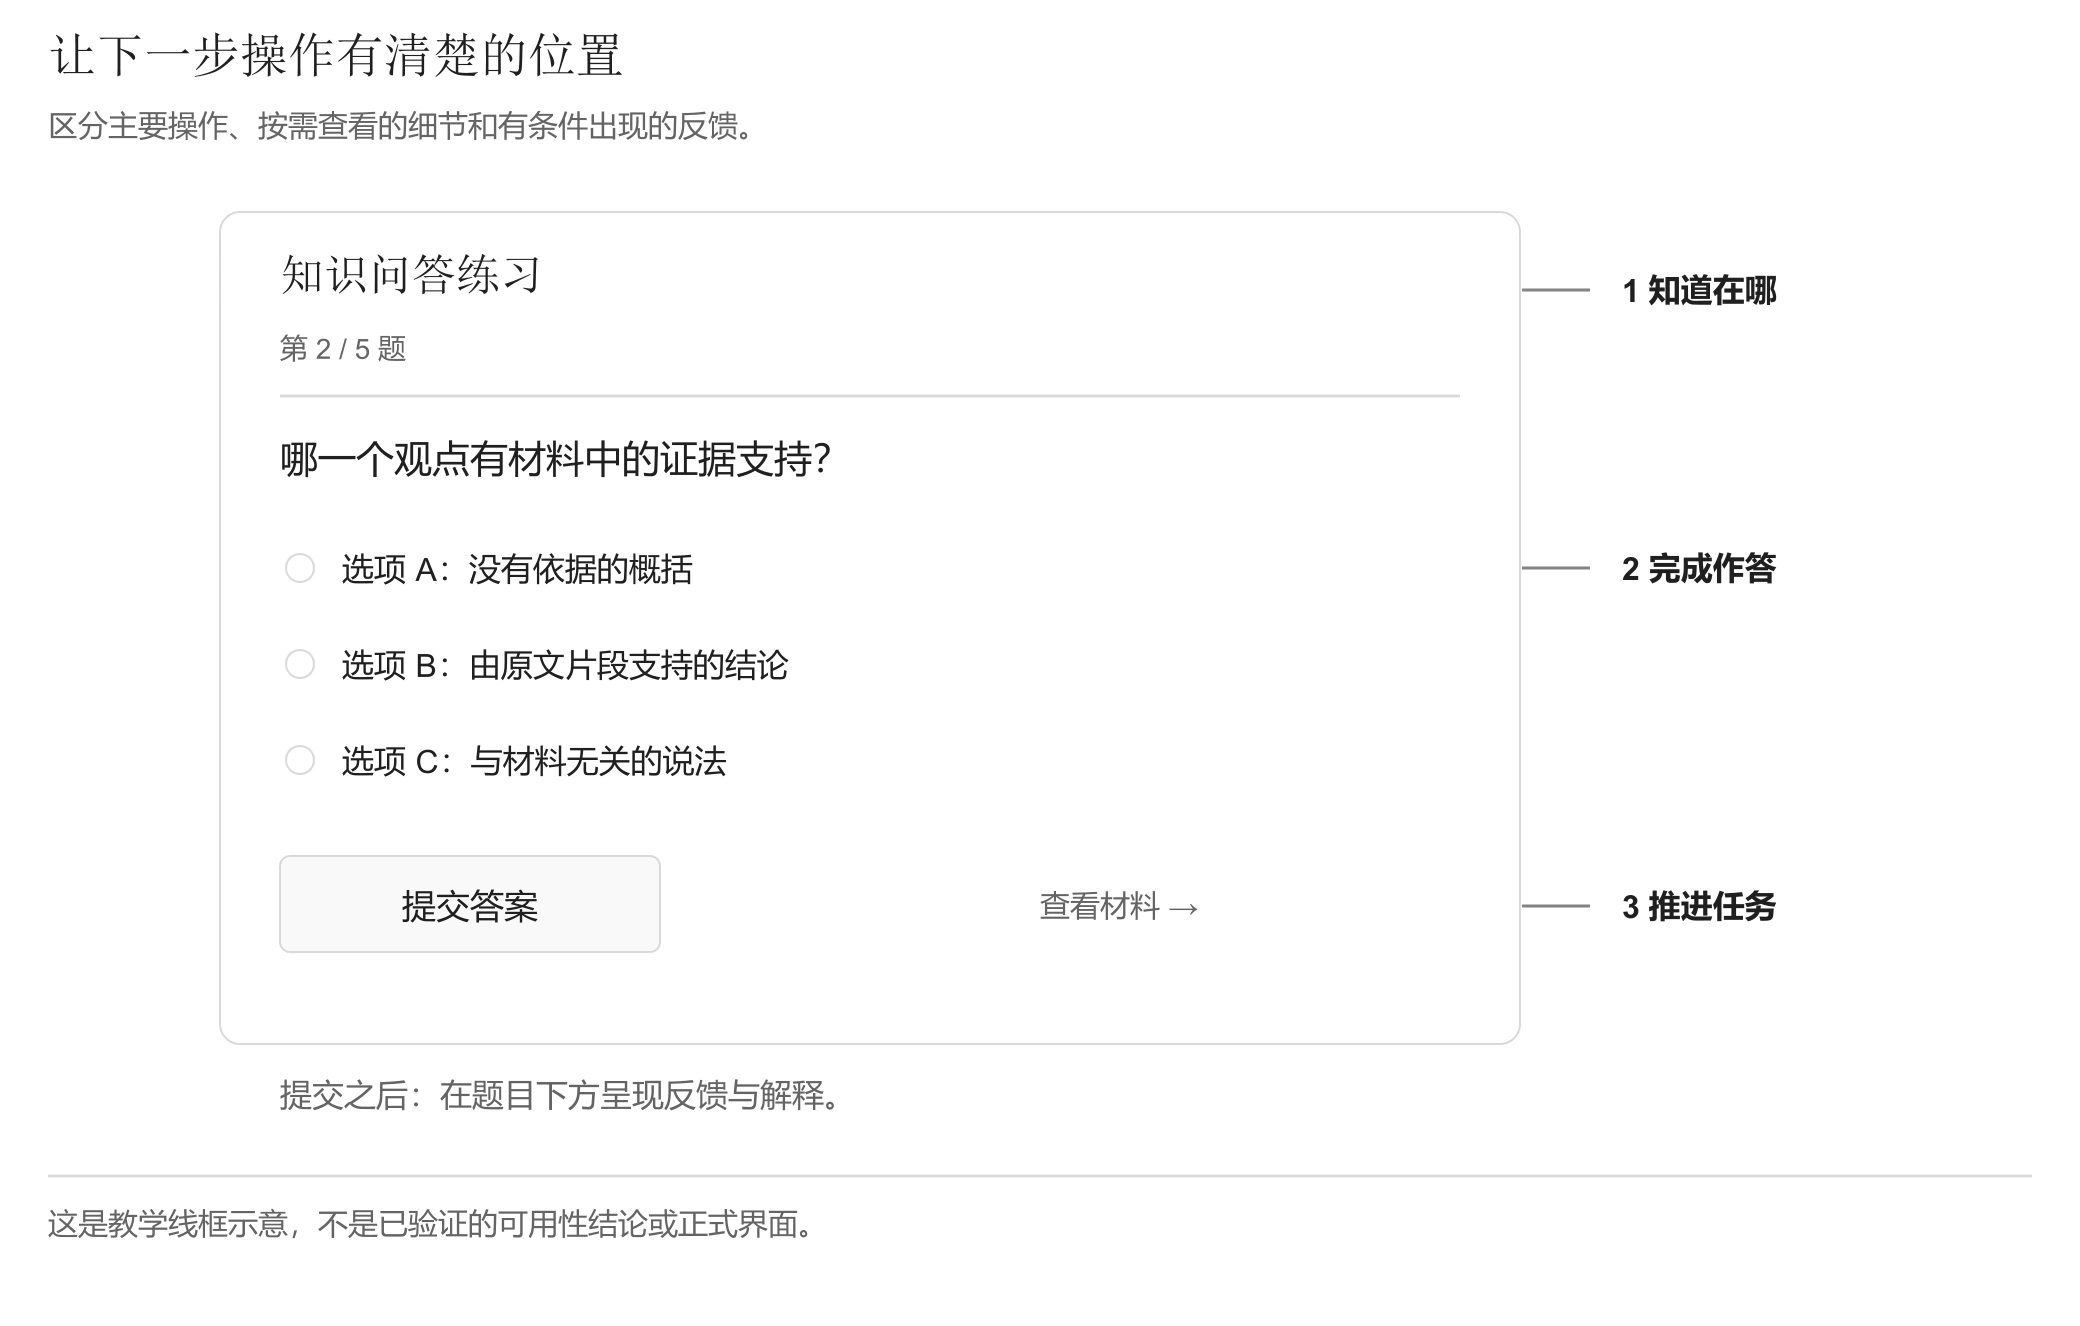 让下一步操作有清楚的位置
区分主要操作、按需查看的细节和有条件出现的反馈。
知识问答练习
1 知道在哪
第 2 / 5 题
哪一个观点有材料中的证据支持？
选项 A：没有依据的概括
2 完成作答
选项 B：由原文片段支持的结论
选项 C：与材料无关的说法
提交答案
查看材料 →
3 推进任务
提交之后：在题目下方呈现反馈与解释。
这是教学线框示意，不是已验证的可用性结论或正式界面。